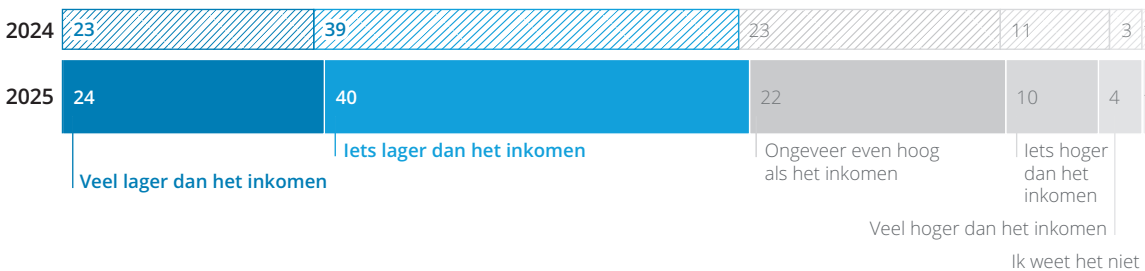 2024 23 39 23 11 3
2025 24 40 22 10 4
Iets lager dan het inkomen
Veel lager dan het inkomen
Ongeveer even hoog
als het inkomen
Iets hoger
dan het
inkomen
Veel hoger dan het inkomen
Ik weet het niet